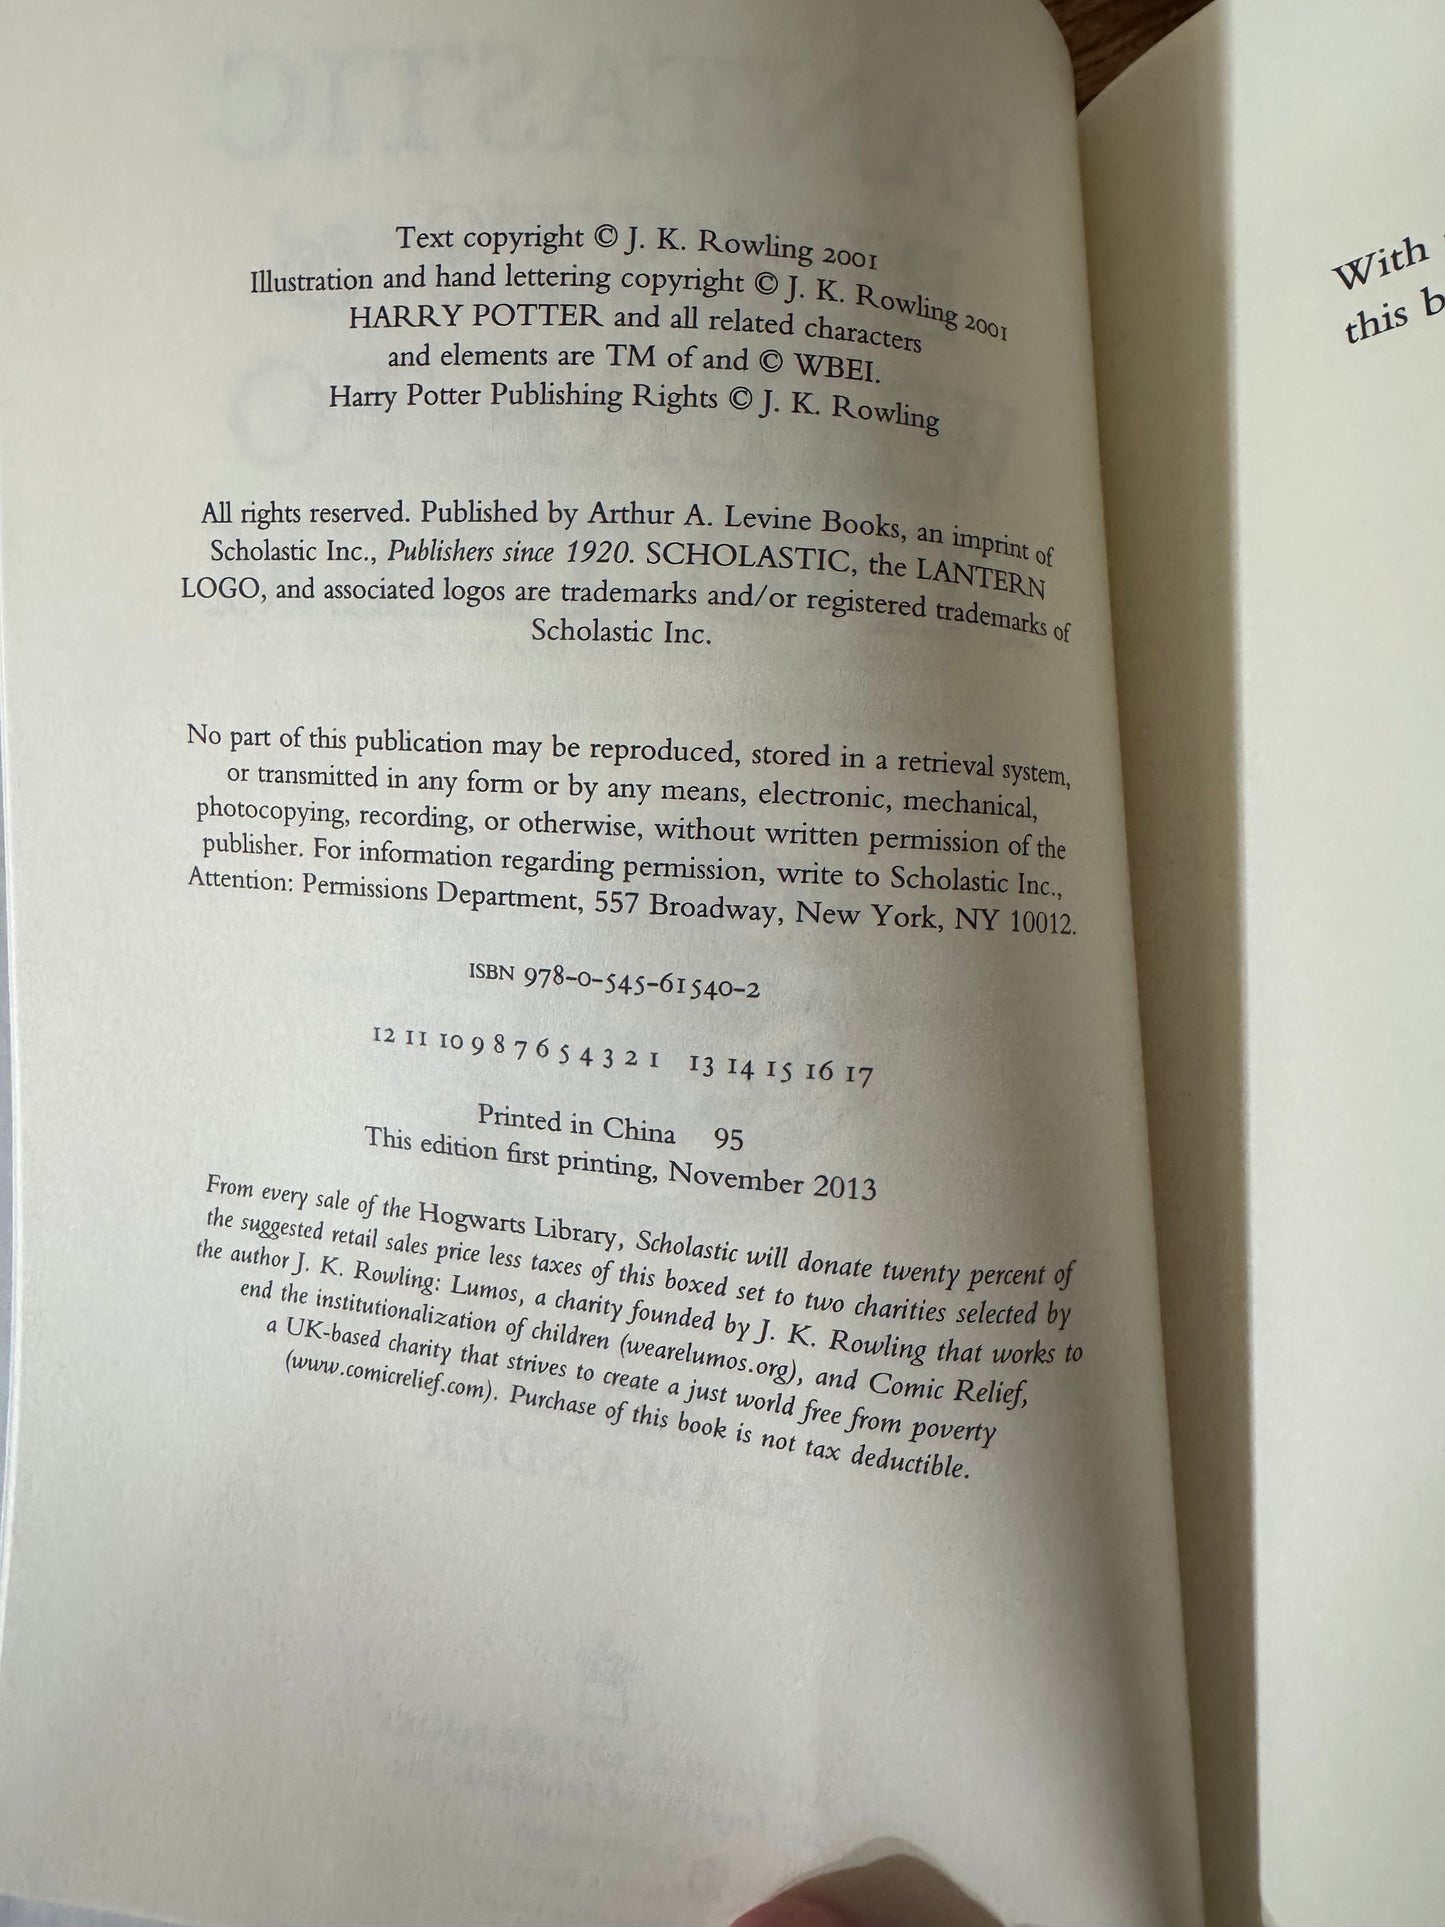 Text copyright © J. K. Rowling 2001
Illustration and hand lettering copyright © J. K. Rowling 2001
HARRY POTTER and all related characters
and elements are TM of and © WBEI.
Harry Potter Publishing Rights © J. K. Rowling
All rights reserved. Published by Arthur A. Levine Books, an imprint of
Scholastic Inc., Publishers since 1920. SCHOLASTIC, the LANTERN
LOGO, and associated logos are trademarks and/or registered trademarks of
Scholastic Inc.
No part of this publication may be reproduced, stored in a retrieval system,
or transmitted in any form or by any means, electronic, mechanical,
photocopying, recording, or otherwise, without written permission of the
publisher. For information regarding permission, write to Scholastic Inc.,
Attention: Permissions Department, 557 Broadway, New York, NY 10012.
ISBN 978-0-545-61540-2
12 11 10 9 8 7 6 5 4 3 2 1 13 14 15 16 17
Printed in China 95
This edition first printing, November 2013
From every sale of the Hogwarts Library, Scholastic will donate twenty percent of
the suggested retail sales price less taxes of this boxed set to two charities selected by
the author J. K. Rowling: Lumos, a charity founded by J. K. Rowling that works to
end the institutionalization of children (wearelumos.org), and Comic Relief,
a UK-based charity that strives to create a just world free from poverty
(www.comicrelief.com). Purchase of this book is not tax deductible.
With
this b